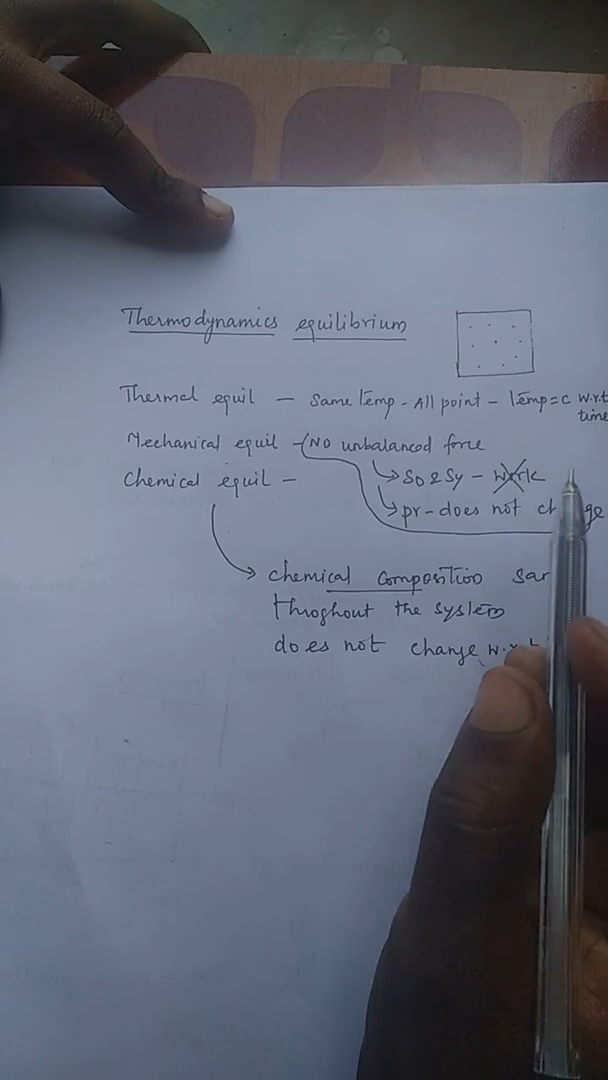 Thermodynamics equilibrium
Thermal equil - Same temp - All point - temp = c w.r.t
time
Mechanical equil - (NO unbalanced force
So & Sy - work
Chemical equil -
pr - does not
chemical composition
throghout the system
does not change w.r.t